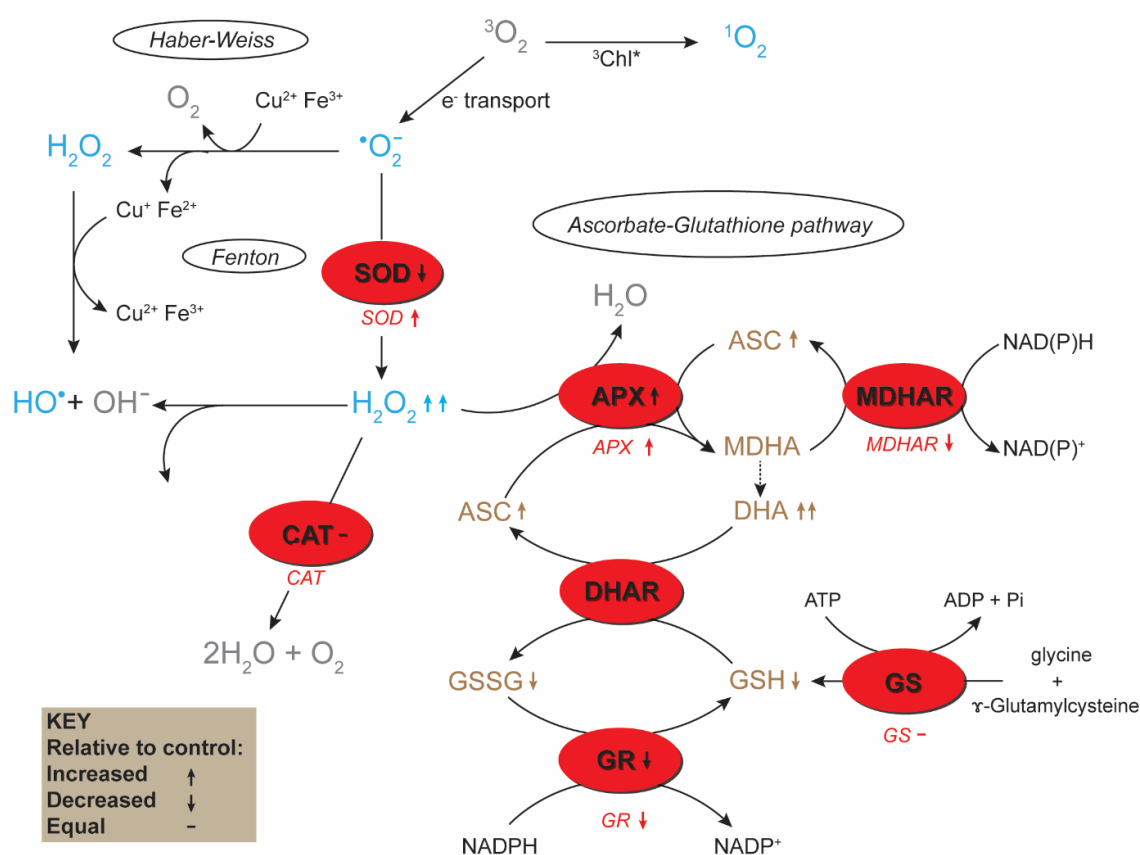 Haber-Weiss
³O₂
³Chl*
¹O₂
e⁻ transport
O₂
Cu²⁺ Fe³⁺
H₂O₂
•O₂⁻
Cu⁺ Fe²⁺
Ascorbate-Glutathione pathway
Fenton
SOD ↓
SOD ↑
Cu²⁺ Fe³⁺
H₂O
ASC ↑
NAD(P)H
HO• + OH⁻
H₂O₂ ↑↑
APX ↑
MDHAR
APX ↑
MDHA
MDHAR ↓
NAD(P)⁺
ASC ↑
DHA ↑↑
CAT –
CAT
DHAR
2H₂O + O₂
ATP
ADP + Pi
GSSG ↓
GSH ↓
GS
glycine
+
ɤ-Glutamylcysteine
GS –
GR ↓
GR ↓
NADPH
NADP⁺
KEY
Relative to control:
Increased ↑
Decreased ↓
Equal –